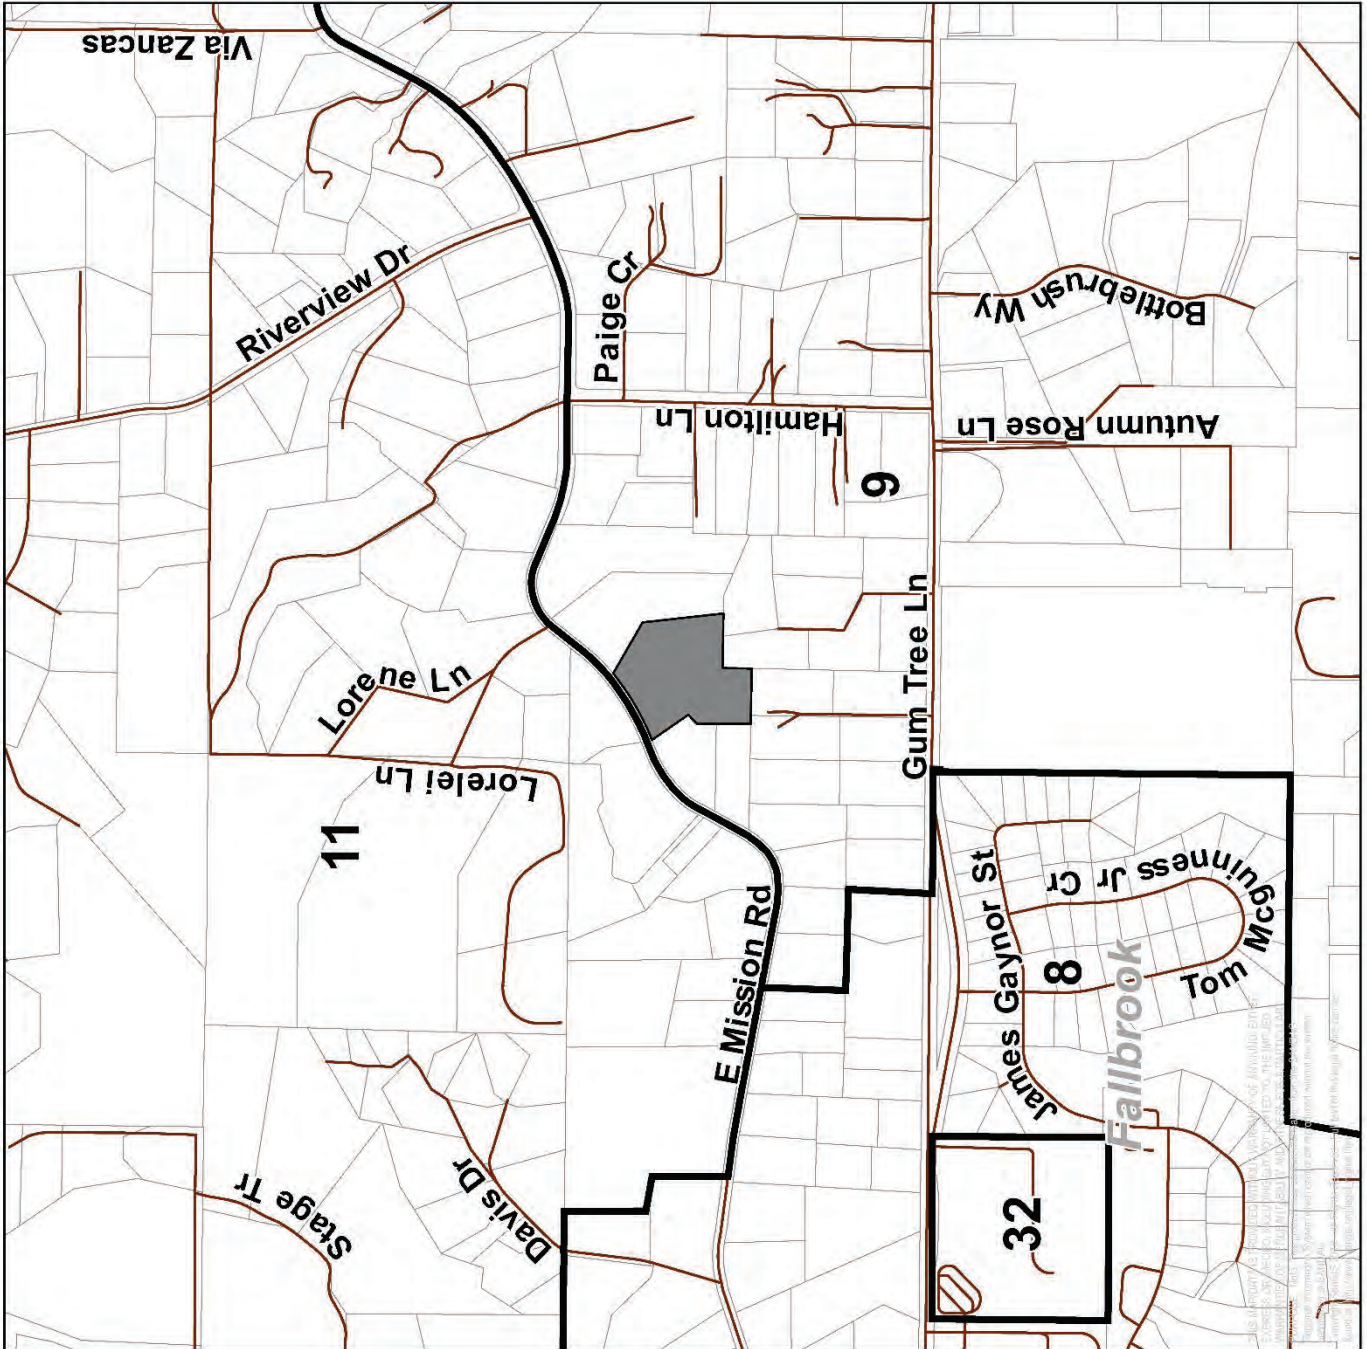 Via Zancas
Riverview Dr
Paige Cr
Hamilton Ln
Bottlebrush Wy
Autumn Rose Ln
9
Gum Tree Ln
Lorene Ln
Lorelei Ln
11
E Mission Rd
James Gaynor St
Tom Mcguinness Jr Cr
8
Fallbrook
Stage Tr
Davis Dr
32